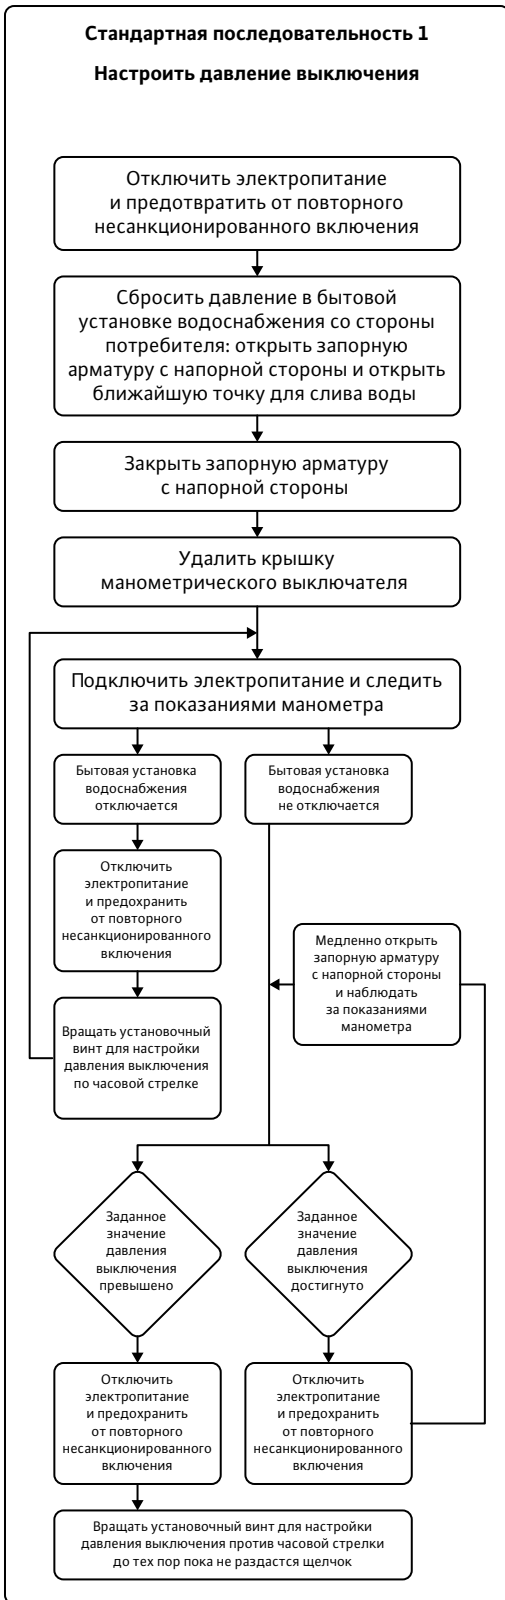 Стандартная последовательность 1
Настроить давление выключения
Отключить электропитание
и предотвратить от повторного
несанкционированного включения
Сбросить давление в бытовой
установке водоснабжения со стороны
потребителя: открыть запорную
арматуру с напорной стороны и открыть
ближайшую точку для слива воды
Закрыть запорную арматуру
с напорной стороны
Удалить крышку
манометрического выключателя
Подключить электропитание и следить
за показаниями манометра
Бытовая установка
водоснабжения
отключается
Бытовая установка
водоснабжения
не отключается
Отключить
электропитание
и предохранить
от повторного
несанкционированного
включения
Медленно открыть
запорную арматуру
с напорной стороны
и наблюдать
за показаниями
манометра
Вращать установочный
винт для настройки
давления выключения
по часовой стрелке
Заданное
значение
давления
выключения
превышено
Заданное
значение
давления
выключения
достигнуто
Отключить
электропитание
и предохранить
от повторного
несанкционированного
включения
Отключить
электропитание
и предохранить
от повторного
несанкционированного
включения
Вращать установочный винт для настройки
давления выключения против часовой стрелки
до тех пор пока не раздастся щелчок